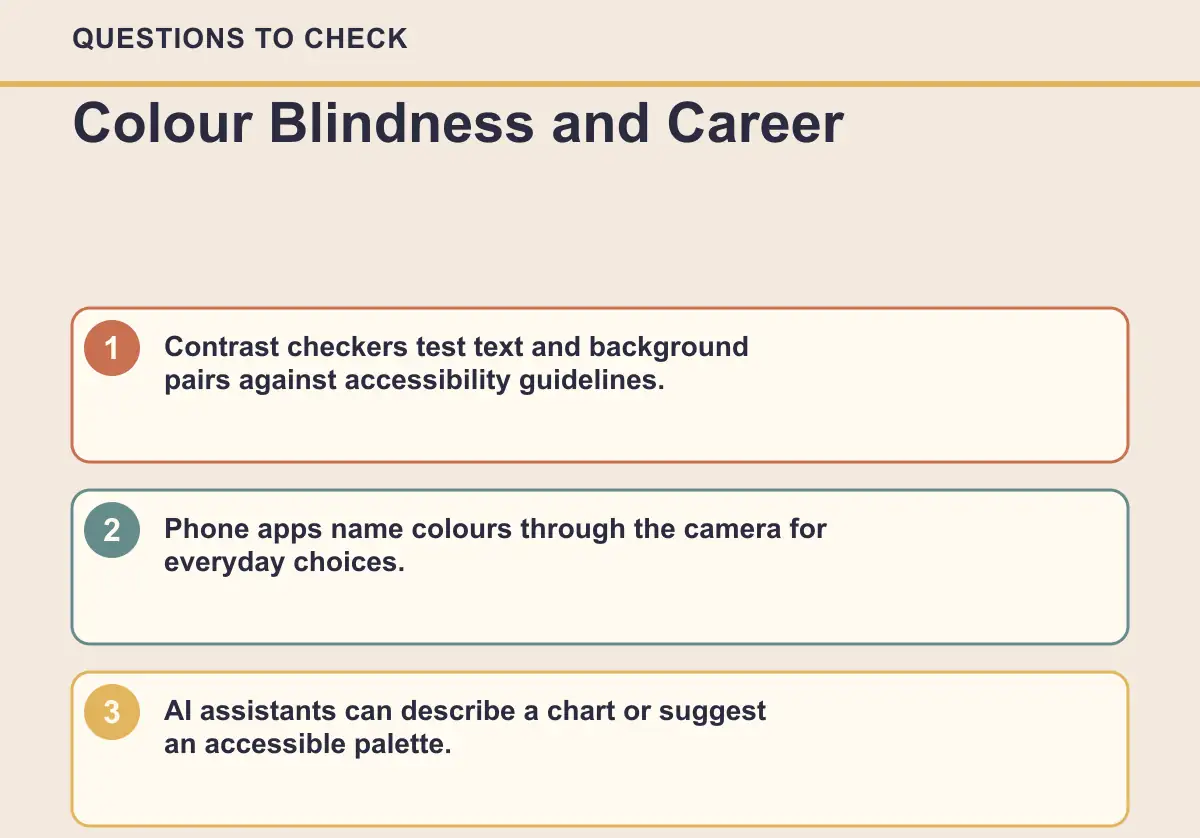 QUESTIONS TO CHECK
Colour Blindness and Career
1
Contrast checkers test text and background
pairs against accessibility guidelines.
2
Phone apps name colours through the camera for
everyday choices.
3
AI assistants can describe a chart or suggest
an accessible palette.